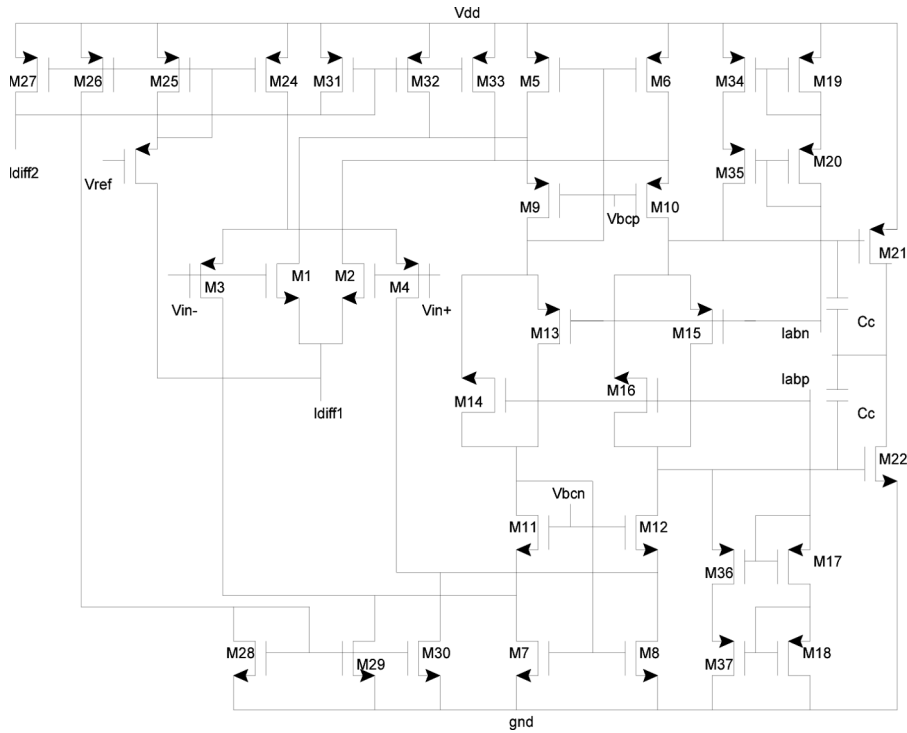 Vdd
M27 M26 M25 M24 M31 M32 M33 M5 M6 M34 M19
Idiff2 Vref M35 M20
M9 Vbcp M10
M21
M3 M1 M2 M4
Vin- Vin+
M13 M15 Iabn Cc
M14 M16 Iabp
Idiff1 Cc
M22
Vbcn
M11 M12
M36 M17
M28 M29 M30 M7 M8 M37 M18
gnd